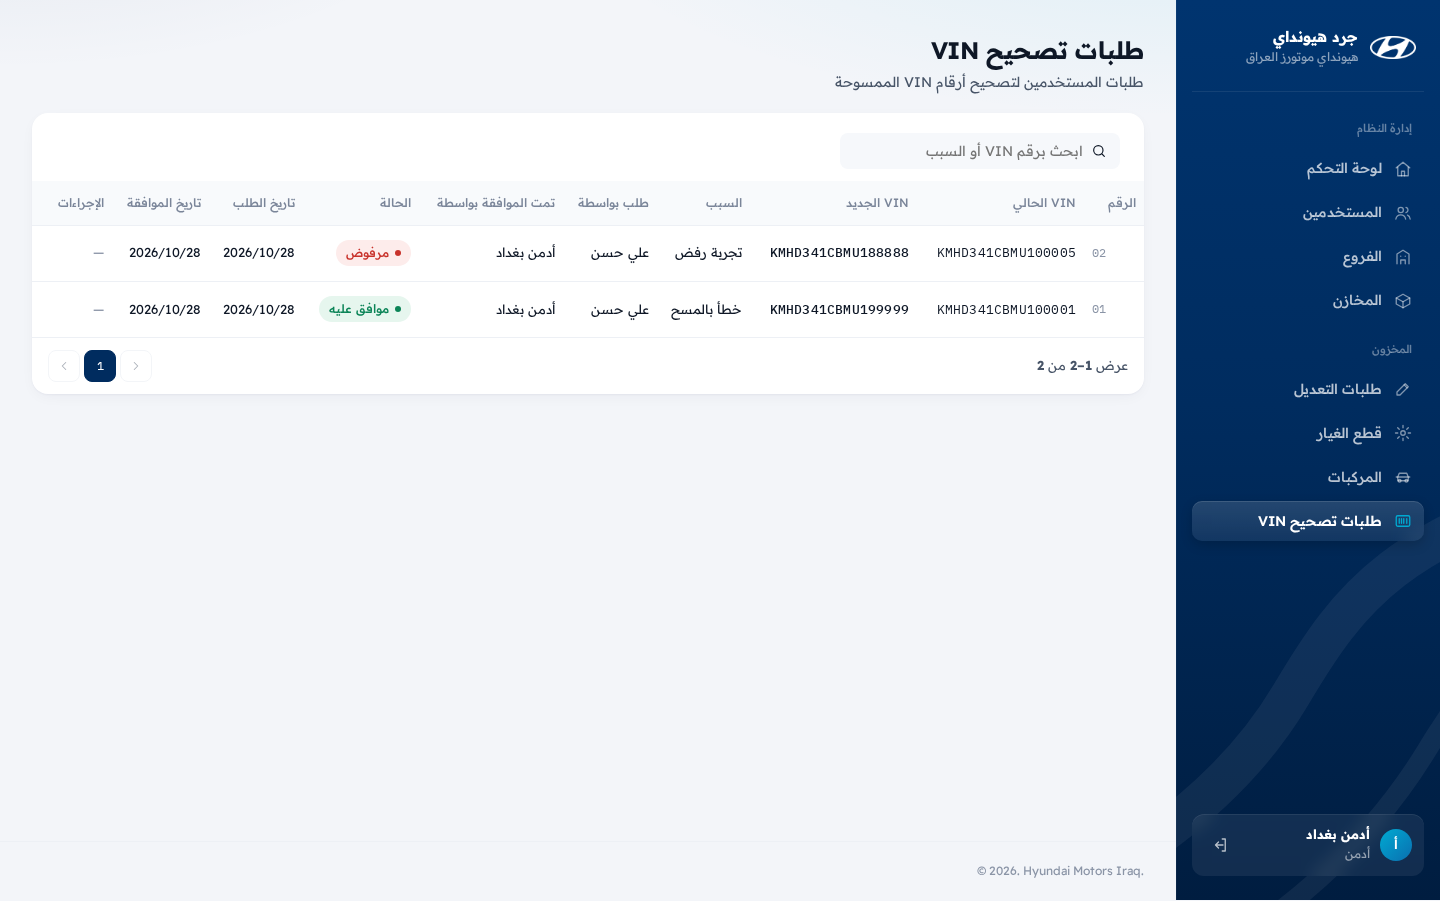 جرد هيونداي
هيونداي موتورز العراق
إدارة النظام
لوحة التحكم
المستخدمين
الفروع
المخازن
المخزون
طلبات التعديل
قطع الغيار
المركبات
طلبات تصحيح VIN
أ
أدمن بغداد
أدمن
طلبات تصحيح VIN
طلبات المستخدمين لتصحيح أرقام VIN الممسوحة
ابحث برقم VIN أو السبب
الرقم VIN الحالي VIN الجديد السبب طلب بواسطة تمت الموافقة بواسطة الحالة تاريخ الطلب تاريخ الموافقة الإجراءات
02 KMHD341CBMU100005 KMHD341CBMU188888 تجربة رفض علي حسن أدمن بغداد مرفوض 2026/10/28 2026/10/28 —
01 KMHD341CBMU100001 KMHD341CBMU199999 خطأ بالمسح علي حسن أدمن بغداد موافق عليه 2026/10/28 2026/10/28 —
عرض 1–2 من 2
1
© 2026. Hyundai Motors Iraq.